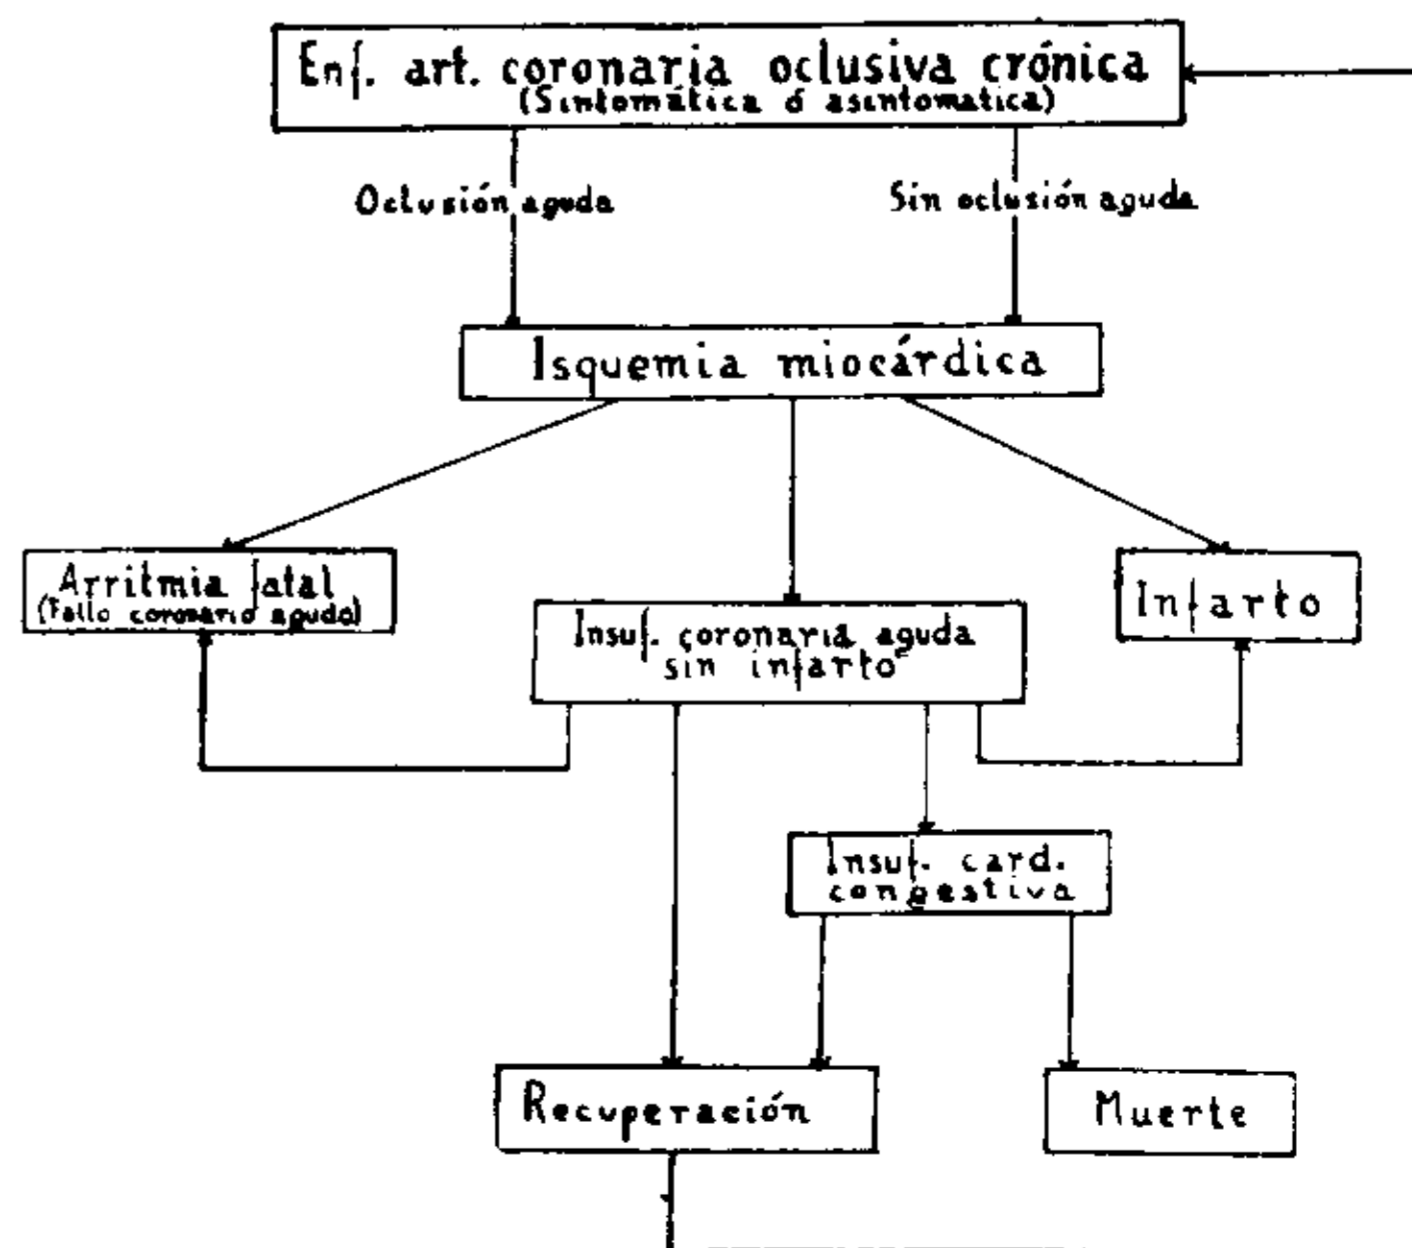 Enf. art. coronaria oclusiva crónica
(Sintomática ó asintomatica)
Oclusión aguda
Sin oclusión aguda
Isquemia miocárdica
Arritmia fatal
(Fallo coronario agudo)
Insuf. coronaria aguda
sin infarto
Infarto
Insuf. card.
congestiva
Recuperación
Muerte